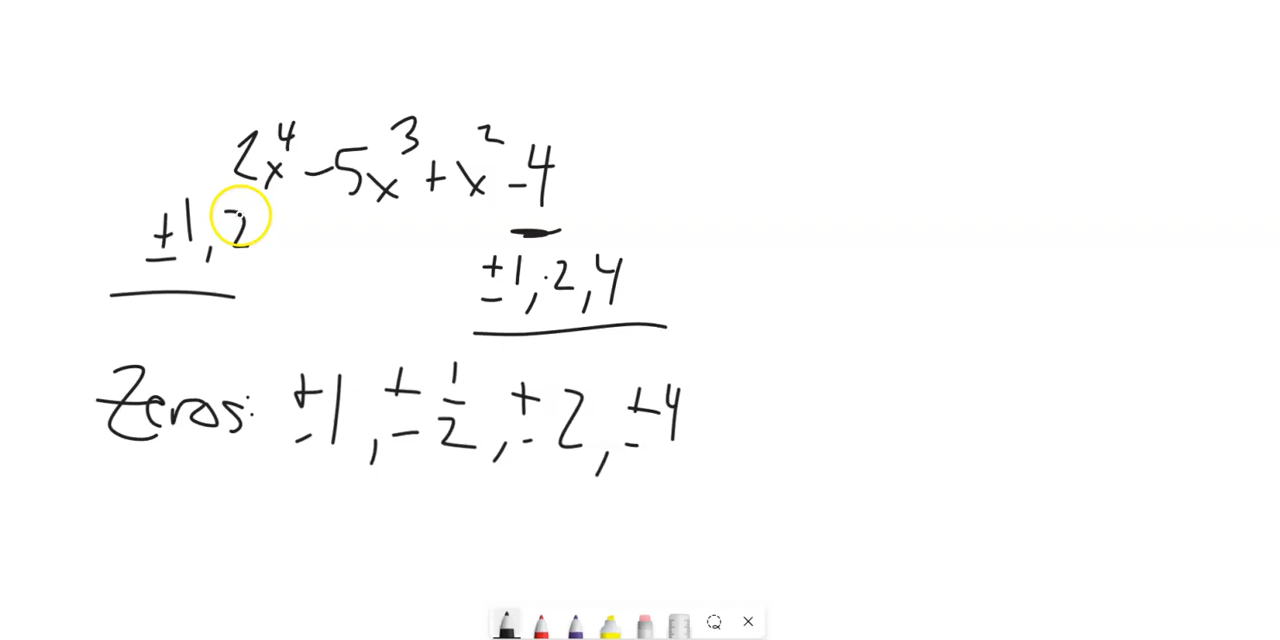 2x⁴ - 5x³ + x² - 4
±1, 2
±1, 2, 4
Zeros: ±1, ± 1/2, ± 2, ±4